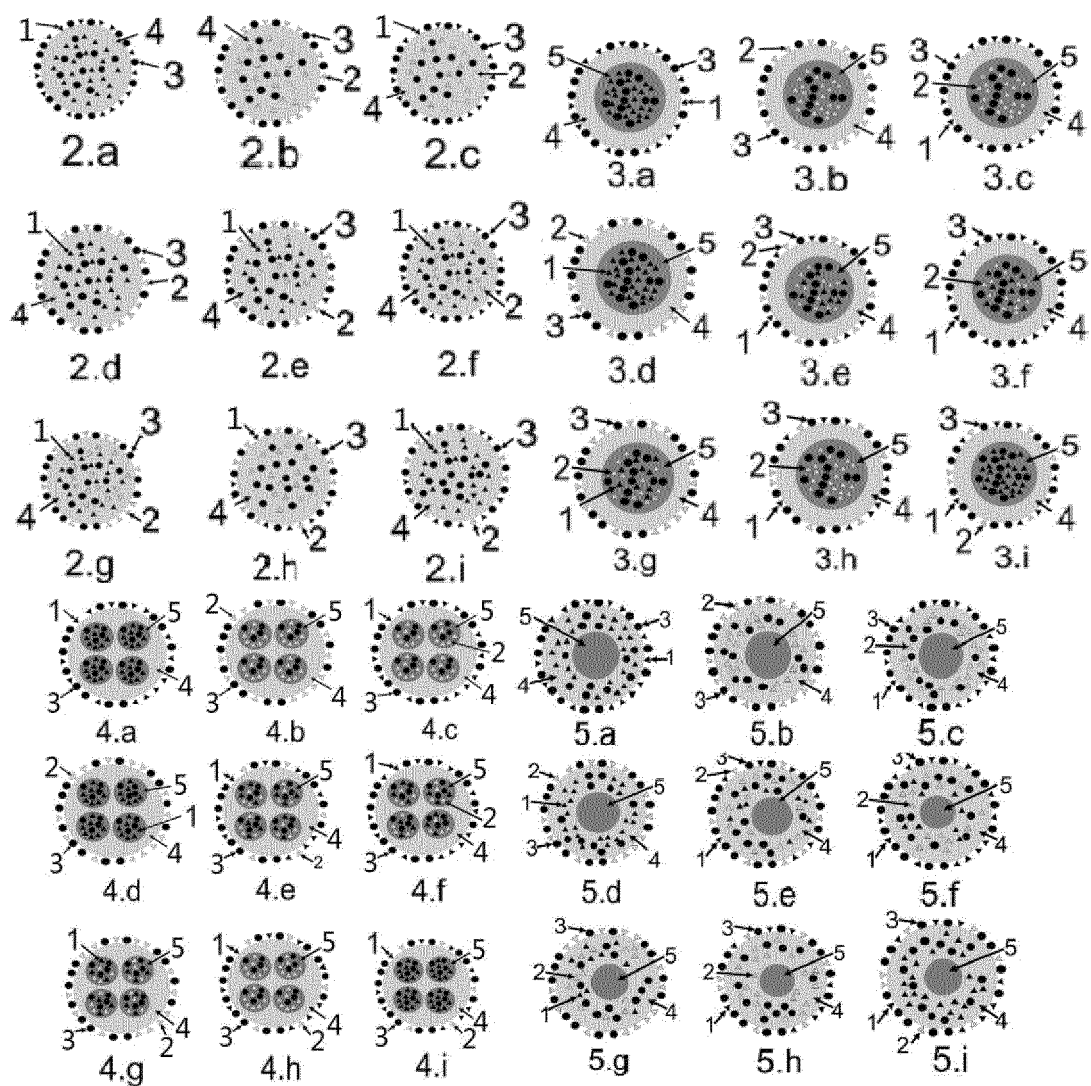 1 4 3
2.a
4 3 2
2.b
1 3 2 4
2.c
5 3 1 4
3.a
2 5 3 4
3.b
3 5 2 4 1
3.c
1 3 2 4
2.d
1 3 4 2
2.e
1 3 4 2
2.f
2 5 1 3 4
3.d
3 5 2 4 1
3.e
3 5 2 4 1
3.f
1 3 4 2
2.g
1 3 4 2
2.h
1 3 4 2
2.i
3 5 2 1 4
3.g
3 5 2 1 4
3.h
3 5 1 4 2
3.i
1 5 3 4
4.a
2 5 3 4
4.b
1 5 2 3 4
4.c
5 3 1 4
5.a
2 5 3 4
5.b
3 5 2 1 4
5.c
2 5 1 3 4
4.d
1 5 3 4 2
4.e
1 5 2 3 4
4.f
2 5 1 3 4
5.d
3 2 5 1 4
5.e
3 2 5 1 4
5.f
1 5 3 4 2
4.g
1 5 3 4 2
4.h
1 5 3 4 2
4.i
3 5 2 1 4
5.g
3 5 2 1 4
5.h
3 5 1 4 2
5.i